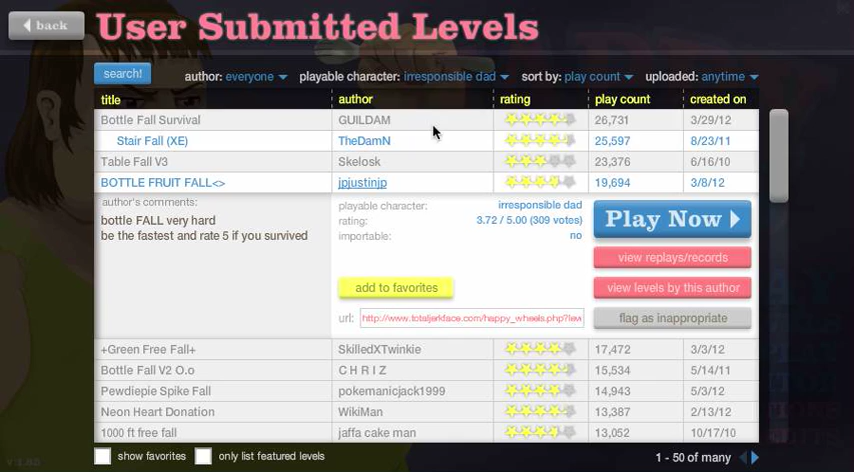 back
User Submitted Levels
search!
author: everyone playable character: irresponsible dad sort by: play count uploaded: anytime
title author rating play count created on
Bottle Fall Survival GUILDAM 26,731 3/29/12
Stair Fall (XE) TheDamN 25,597 8/23/11
Table Fall V3 Skelosk 23,376 6/16/10
BOTTLE FRUIT FALL<> jpjustinjp 19,694 3/8/12
author's comments:
bottle FALL very hard
be the fastest and rate 5 if you survived
playable character: irresponsible dad
rating: 3.72 / 5.00 (309 votes)
importable: no
add to favorites
url: http://www.totaljerkface.com/happy_wheels.php?lev
Play Now
view replays/records
view levels by this author
flag as inappropriate
+Green Free Fall+ SkilledXTwinkie 17,472 3/3/12
Bottle Fall V2 O.o C H R I Z 15,534 5/14/11
Pewdiepie Spike Fall pokemanicjack1999 14,943 5/3/12
Neon Heart Donation WikiMan 13,387 2/13/12
1000 ft free fall jaffa cake man 13,052 10/17/10
show favorites only list featured levels 1 - 50 of many